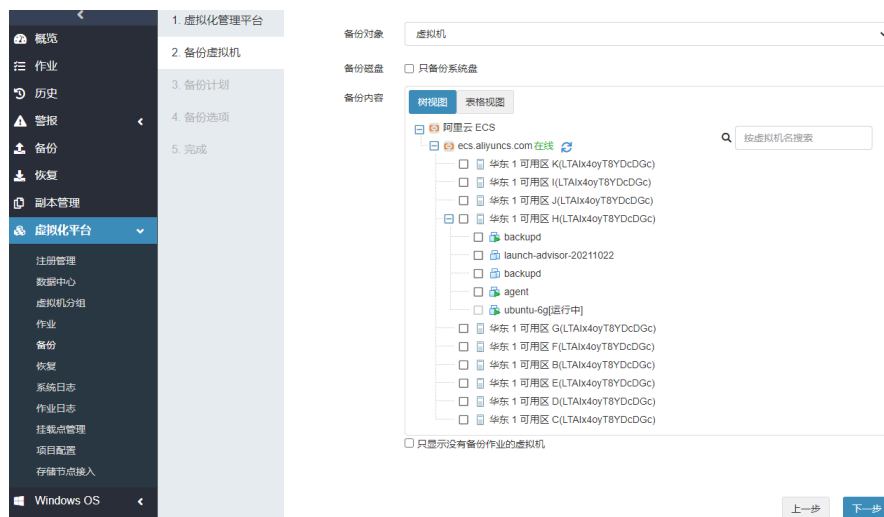 概览
作业
历史
警报
备份
恢复
副本管理
虚拟化平台
注册管理
数据中心
虚拟机分组
作业
备份
恢复
系统日志
作业日志
挂载点管理
项目配置
存储节点接入
Windows OS
1. 虚拟化管理平台
2. 备份虚拟机
3. 备份计划
4. 备份选项
5. 完成
备份对象 虚拟机
备份磁盘 只备份系统盘
备份内容 树视图 表格视图
阿里云 ECS
按虚拟机名搜索
ecs.aliyuncs.com在线
华东 1 可用区 K(LTAIx4oyT8YDcDGc)
华东 1 可用区 I(LTAIx4oyT8YDcDGc)
华东 1 可用区 J(LTAIx4oyT8YDcDGc)
华东 1 可用区 H(LTAIx4oyT8YDcDGc)
backupd
launch-advisor-20211022
backupd
agent
ubuntu-6g[运行中]
华东 1 可用区 G(LTAIx4oyT8YDcDGc)
华东 1 可用区 F(LTAIx4oyT8YDcDGc)
华东 1 可用区 B(LTAIx4oyT8YDcDGc)
华东 1 可用区 E(LTAIx4oyT8YDcDGc)
华东 1 可用区 D(LTAIx4oyT8YDcDGc)
华东 1 可用区 C(LTAIx4oyT8YDcDGc)
只显示没有备份作业的虚拟机
上一步 下一步